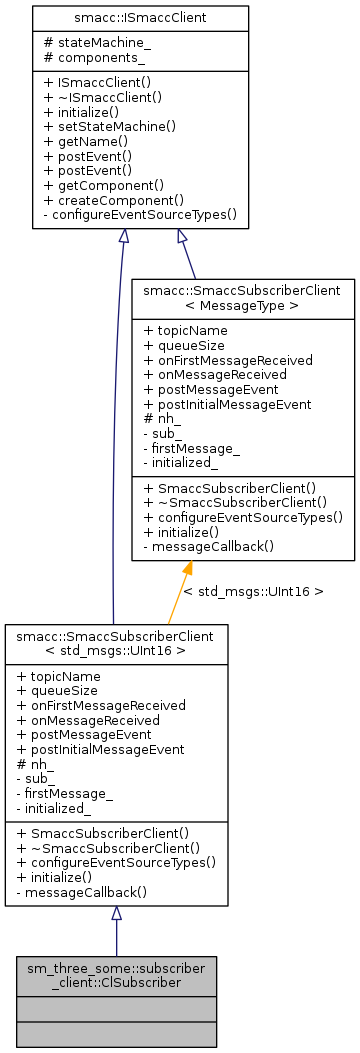 smacc::ISmaccClient
# stateMachine_
# components_
+ ISmaccClient()
+ ~ISmaccClient()
+ initialize()
+ setStateMachine()
+ getName()
+ postEvent()
+ postEvent()
+ getComponent()
+ createComponent()
- configureEventSourceTypes()
smacc::SmaccSubscriberClient
< MessageType >
+ topicName
+ queueSize
+ onFirstMessageReceived
+ onMessageReceived
+ postMessageEvent
+ postInitialMessageEvent
# nh_
- sub_
- firstMessage_
- initialized_
+ SmaccSubscriberClient()
+ ~SmaccSubscriberClient()
+ configureEventSourceTypes()
+ initialize()
- messageCallback()
< std_msgs::UInt16 >
smacc::SmaccSubscriberClient
< std_msgs::UInt16 >
+ topicName
+ queueSize
+ onFirstMessageReceived
+ onMessageReceived
+ postMessageEvent
+ postInitialMessageEvent
# nh_
- sub_
- firstMessage_
- initialized_
+ SmaccSubscriberClient()
+ ~SmaccSubscriberClient()
+ configureEventSourceTypes()
+ initialize()
- messageCallback()
sm_three_some::subscriber
_client::ClSubscriber